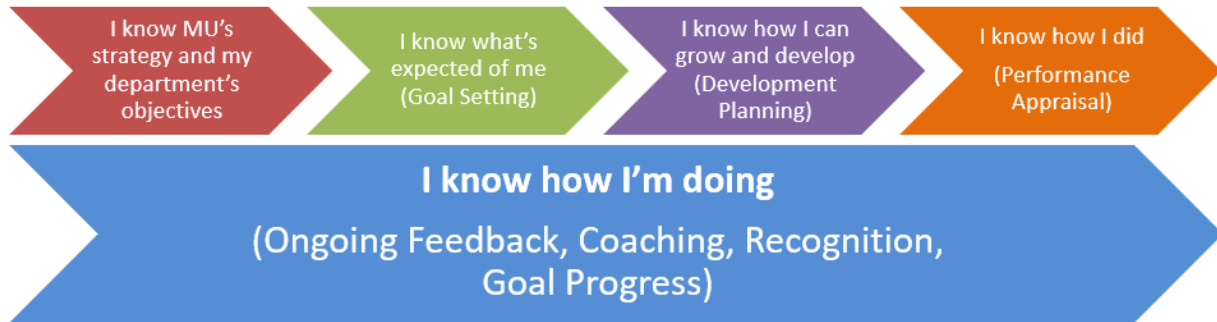 I know MU’s
strategy and my
department’s
objectives
I know what’s
expected of me
(Goal Setting)
I know how I can
grow and develop
(Development
Planning)
I know how I did
(Performance
Appraisal)
I know how I’m doing
(Ongoing Feedback, Coaching, Recognition,
Goal Progress)